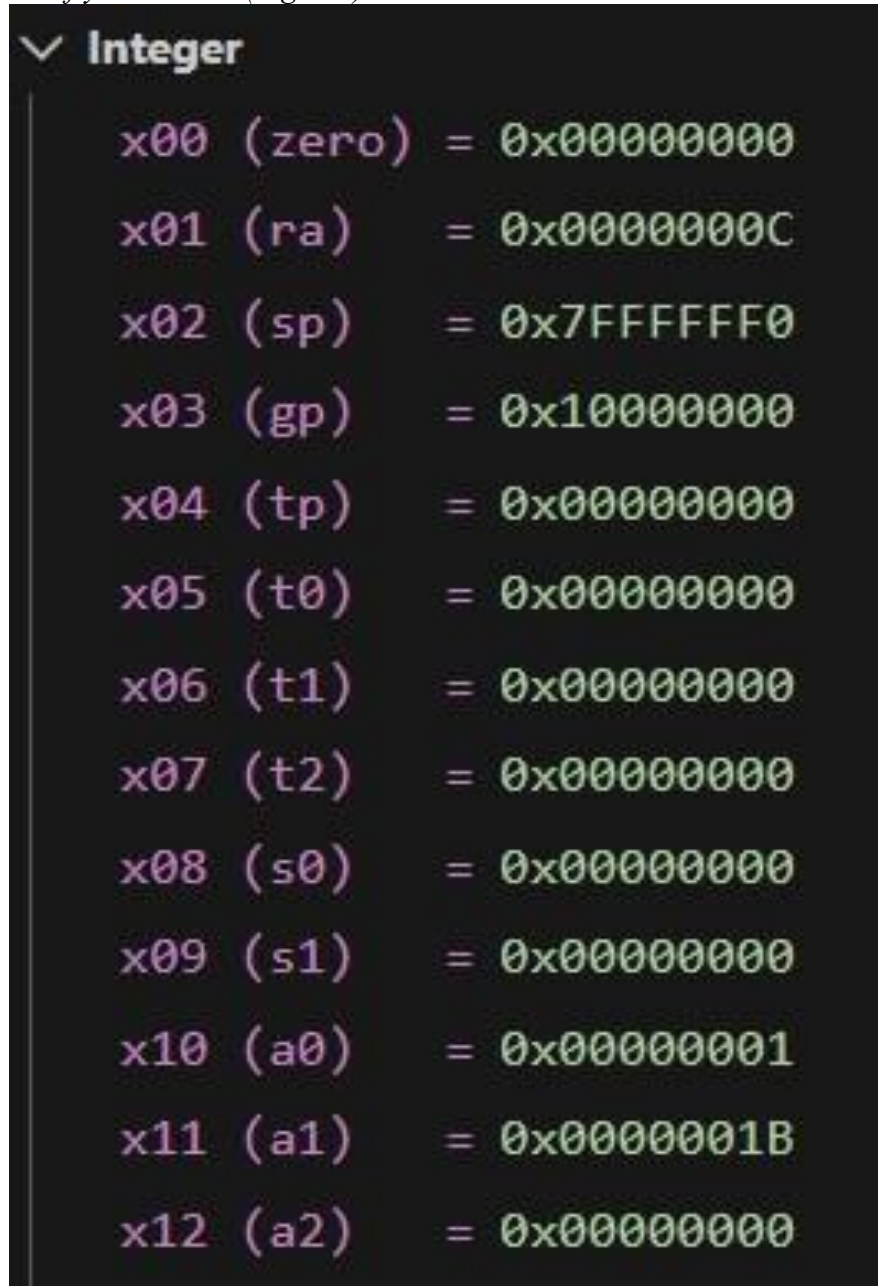 Integer
x00 (zero) = 0x00000000
x01 (ra) = 0x0000000C
x02 (sp) = 0x7FFFFFF0
x03 (gp) = 0x10000000
x04 (tp) = 0x00000000
x05 (t0) = 0x00000000
x06 (t1) = 0x00000000
x07 (t2) = 0x00000000
x08 (s0) = 0x00000000
x09 (s1) = 0x00000000
x10 (a0) = 0x00000001
x11 (a1) = 0x0000001B
x12 (a2) = 0x00000000